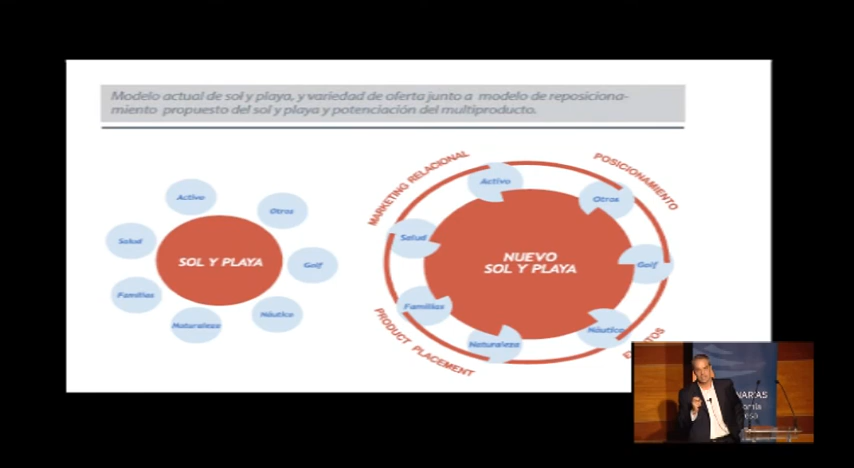 Modelo actual de sol y playa, y variedad de oferta junto a modelo de reposiciona-
miento propuesto del sol y playa y potenciación del multiproducto.
Activo
Otros
Salud
SOL Y PLAYA
Golf
Familias
Náutico
Naturaleza
MARKETING RELACIONAL
POSICIONAMIENTO
Activo
Otros
Salud
NUEVO
SOL Y PLAYA
Golf
Familias
Náutico
Naturaleza
PRODUCT PLACEMENT